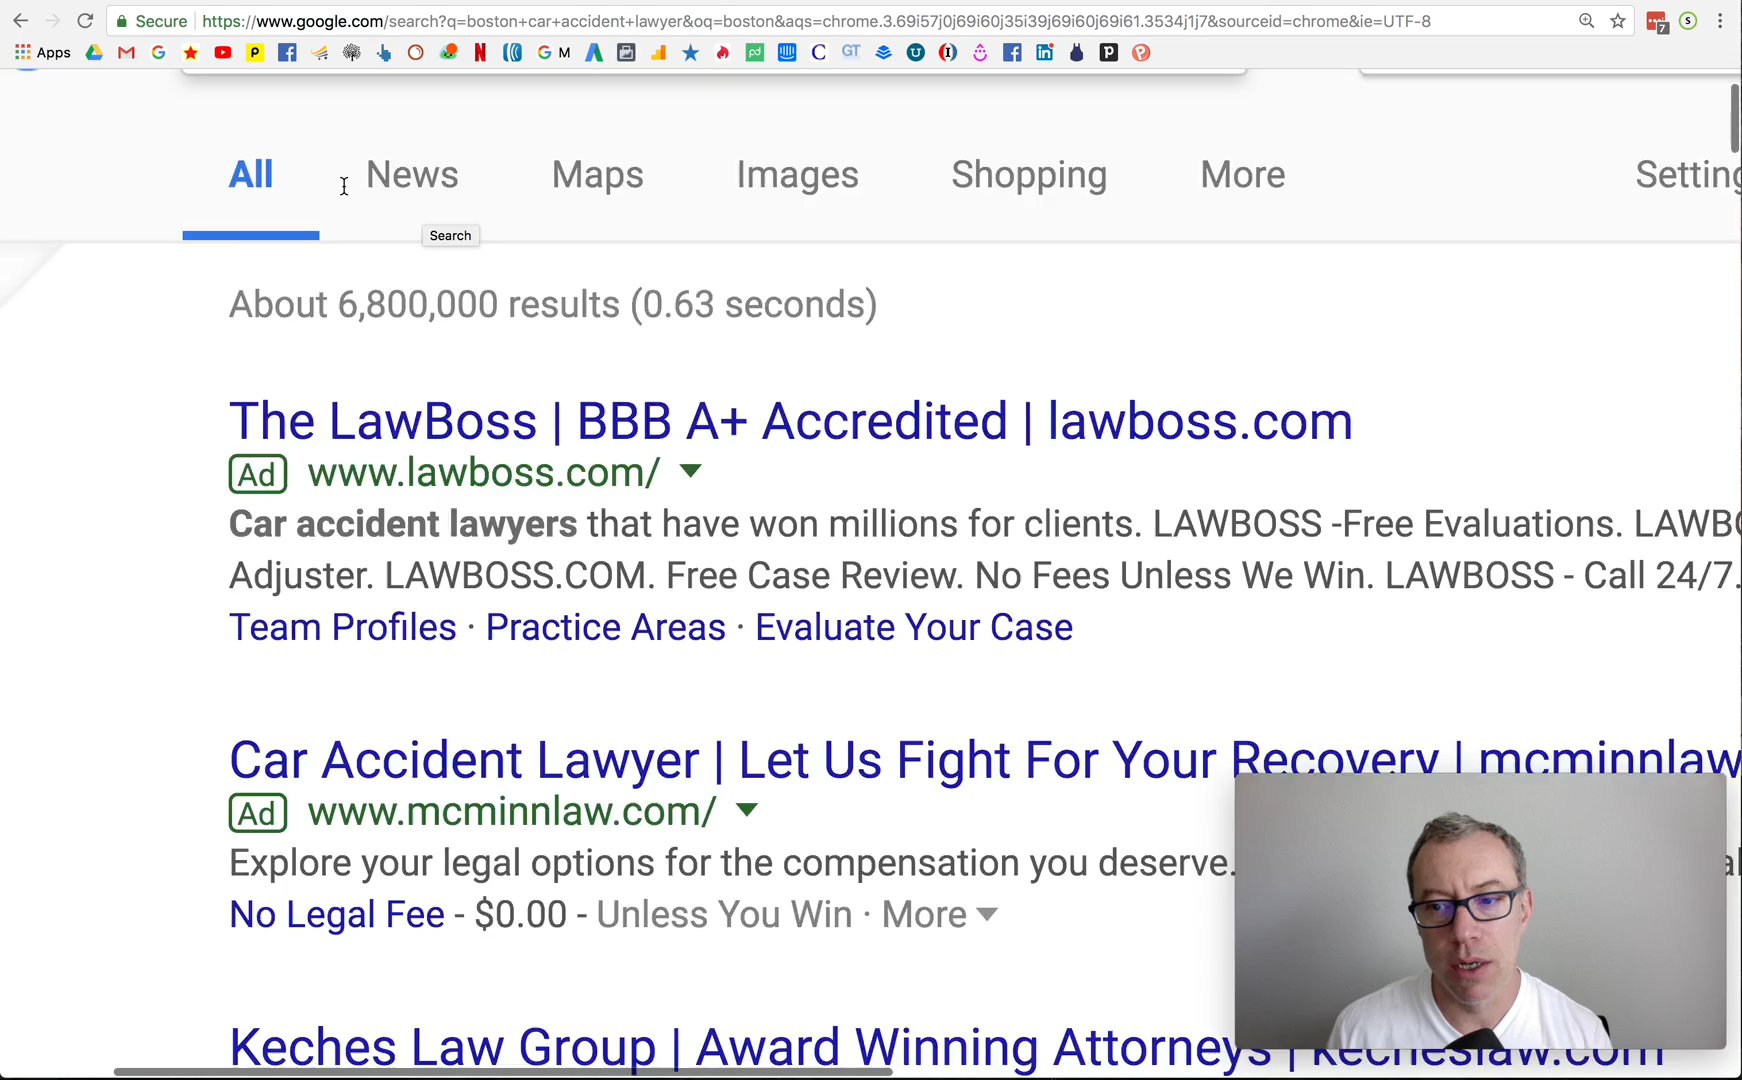 Secure https://www.google.com/search?q=boston+car+accident+lawyer&oq=boston&aqs=chrome.3.69i57j0j69i60j35i39j69i60j69i61.3534j1j7&sourceid=chrome&ie=UTF-8
7 S
Apps G M GT
All News Maps Images Shopping More
Search
About 6,800,000 results (0.63 seconds)
The LawBoss | BBB A+ Accredited | lawboss.com
Ad www.lawboss.com/
Car accident lawyers that have won millions for clients. LAWBOSS -Free Evaluations.
Adjuster. LAWBOSS.COM. Free Case Review. No Fees Unless We Win. LAWBOSS - Call 24/7.
Team Profiles · Practice Areas · Evaluate Your Case
Car Accident Lawyer | Let Us Fight For Your Recovery | mcminnlaw
Ad www.mcminnlaw.com/
Explore your legal options for the compensation you deserve.
No Legal Fee - $0.00 - Unless You Win · More
Keches Law Group | Award Winning Attorneys | kecheslaw.com